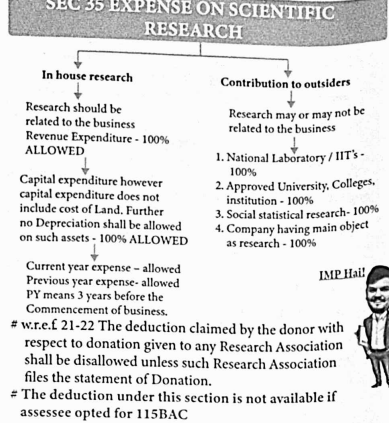 SEC 35 EXPENSE ON SCIENTIFIC
RESEARCH
In house research
Research should be
related to the business
Revenue Expenditure - 100%
ALLOWED
Capital expenditure however
capital expenditure does not
include cost of Land. Further
no Depreciation shall be allowed
on such assets - 100% ALLOWED
Current year expense – allowed
Previous year expense- allowed
PY means 3 years before the
Commencement of business.
Contribution to outsiders
Research may or may not be
related to the business
1. National Laboratory / IIT's -
100%
2. Approved University, Colleges,
institution - 100%
3. Social statistical research- 100%
4. Company having main object
as research - 100%
IMP Hai!
# w.r.e.f. 21-22 The deduction claimed by the donor with
respect to donation given to any Research Association
shall be disallowed unless such Research Association
files the statement of Donation.
# The deduction under this section is not available if
assessee opted for 115BAC